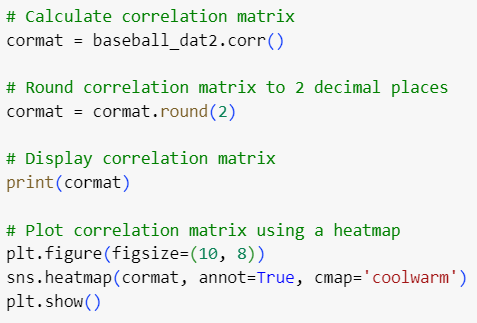 # Calculate correlation matrix
cormat = baseball_dat2.corr()
# Round correlation matrix to 2 decimal places
cormat = cormat.round(2)
# Display correlation matrix
print(cormat)
# Plot correlation matrix using a heatmap
plt.figure(figsize=(10, 8))
sns.heatmap(cormat, annot=True, cmap='coolwarm')
plt.show()